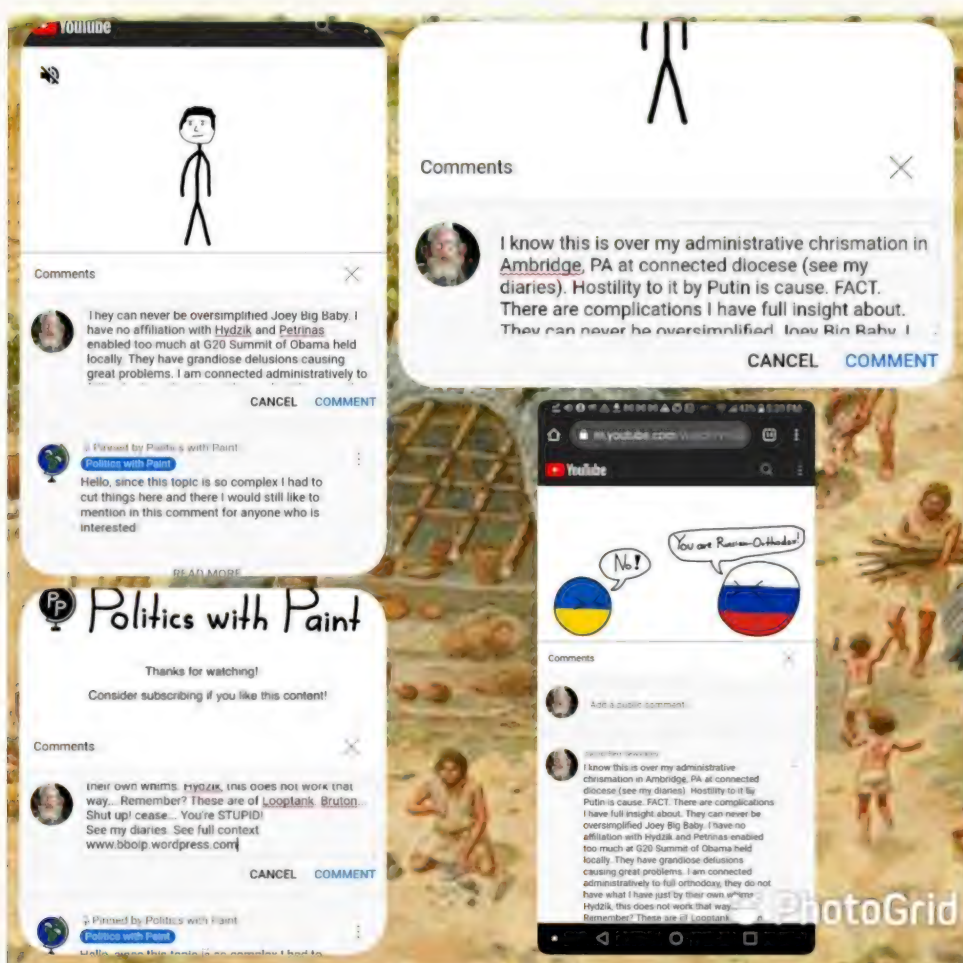 YouTube
Comments
They can never be oversimplified Joey Big Baby. I
have no affiliation with Hydzik and Petrinas
enabled too much at G20 Summit of Obama held
locally. They have grandiose delusions causing
great problems. I am connected administratively to
CANCEL COMMENT
Pinned by Politics with Paint
Politics with Paint
Hello, since this topic is so complex I had to
cut things here and there I would still like to
mention in this comment for anyone who is
interested
READ MORE
Comments
I know this is over my administrative chrismation in
Ambridge, PA at connected diocese (see my
diaries). Hostility to it by Putin is cause. FACT.
There are complications I have full insight about.
They can never be oversimplified Joey Big Baby. I
CANCEL COMMENT
PP Politics with Paint
Thanks for watching!
Consider subscribing if you like this content!
Comments
their own whims. Hydzik, this does not work that
way... Remember? These are of Looptank. Bruton...
Shut up! cease... You're STUPID!
See my diaries. See full context
www.bboip.wordpress.com
CANCEL COMMENT
Pinned by Politics with Paint
Politics with Paint
Hello, since this topic is so complex I had to
42% 5:20 PM
m.youtube.com
YouTube
No!
You are Russian-Orthodox!
Comments
Add a public comment...
I know this is over my administrative
chrismation in Ambridge, PA at connected
diocese (see my diaries). Hostility to it by
Putin is cause. FACT. There are complications
I have full insight about. They can never be
oversimplified Joey Big Baby. I have no
affiliation with Hydzik and Petrinas enabled
too much at G20 Summit of Obama held
locally. They have grandiose delusions
causing great problems. I am connected
administratively to full orthodoxy, they do not
have what I have just by their own whims.
Hydzik, this does not work that way...
Remember? These are of Looptank
PhotoGrid